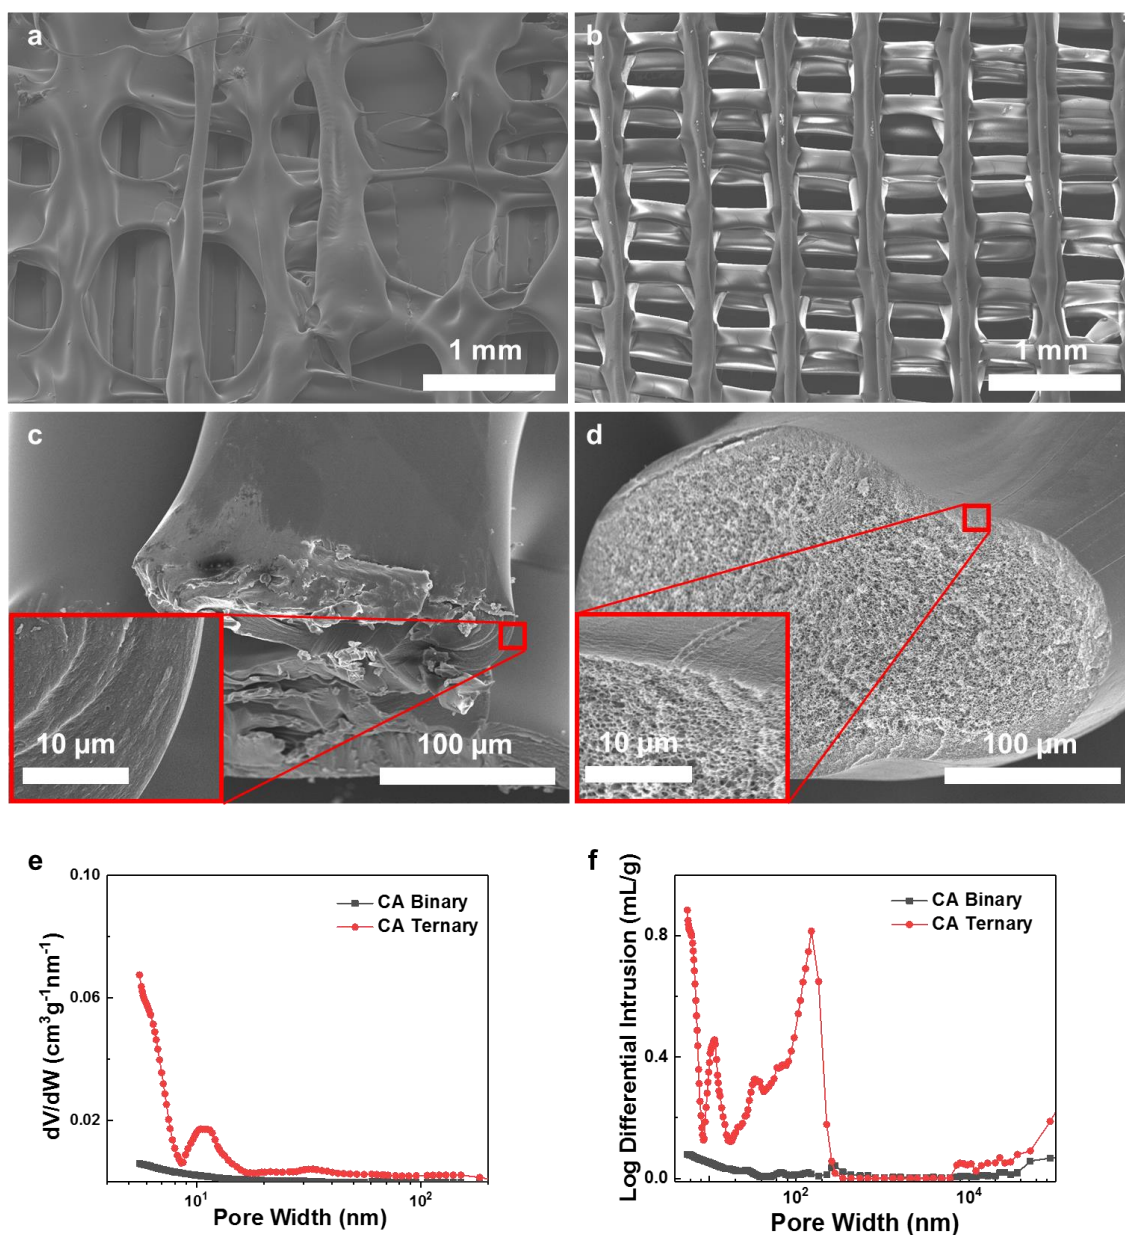 a
b
1 mm
1 mm
c
d
10 µm
100 µm
10 µm
100 µm
e
f
0.10
0.06
0.02
dV/dW (cm³g⁻¹nm⁻¹)
CA Binary
CA Ternary
10¹
10²
Pore Width (nm)
0.8
0.4
0.0
Log Differential Intrusion (mL/g)
CA Binary
CA Ternary
10²
10⁴
Pore Width (nm)